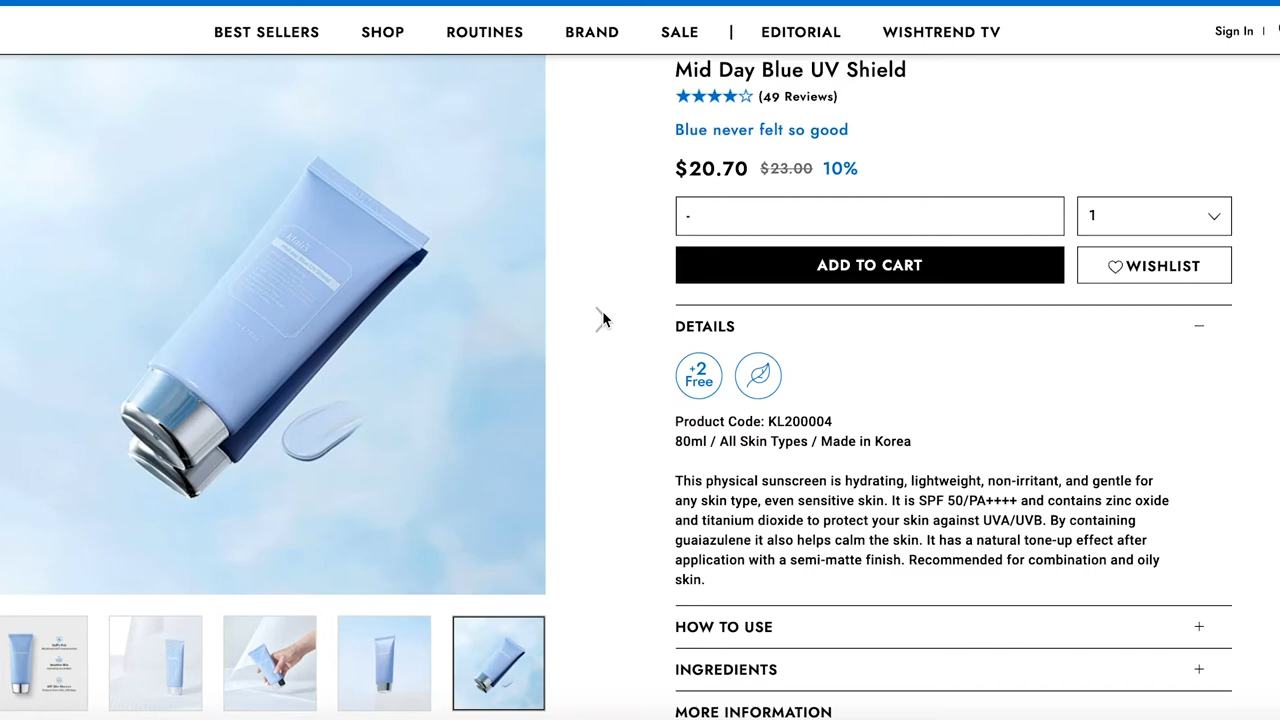 BEST SELLERS SHOP ROUTINES BRAND SALE | EDITORIAL WISHTREND TV Sign In |
Mid Day Blue UV Shield
★★★★☆ (49 Reviews)
Blue never felt so good
$20.70 $23.00 10%
- 1
ADD TO CART ♡ WISHLIST
DETAILS −
+2
Free
Product Code: KL200004
80ml / All Skin Types / Made in Korea
This physical sunscreen is hydrating, lightweight, non-irritant, and gentle for
any skin type, even sensitive skin. It is SPF 50/PA++++ and contains zinc oxide
and titanium dioxide to protect your skin against UVA/UVB. By containing
guaiazulene it also helps calm the skin. It has a natural tone-up effect after
application with a semi-matte finish. Recommended for combination and oily
skin.
HOW TO USE +
INGREDIENTS +
MORE INFORMATION
klairs